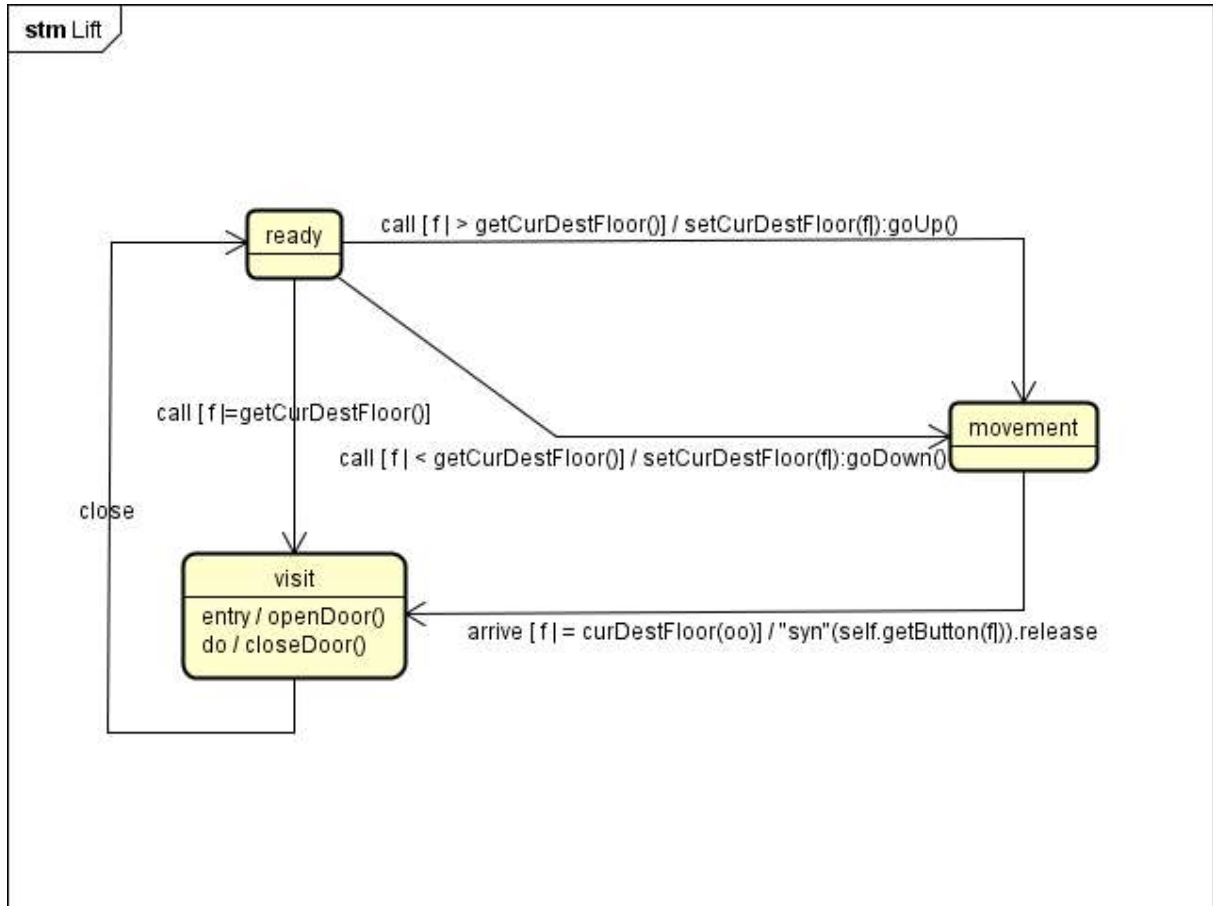 stm Lift
ready
call [ f | > getCurDestFloor()] / setCurDestFloor(f|):goUp()
call [ f |=getCurDestFloor()]
movement
call [ f | < getCurDestFloor()] / setCurDestFloor(f|):goDown()
close
visit
entry / openDoor()
do / closeDoor()
arrive [ f | = curDestFloor(oo)] / "syn"(self.getButton(f|)).release